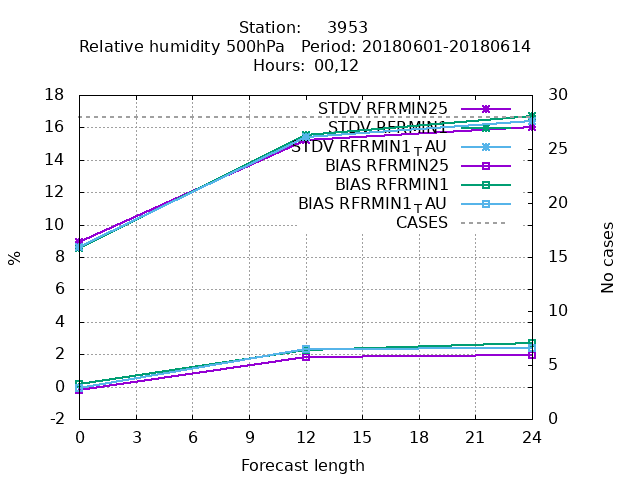 Station: 3953
Relative humidity 500hPa Period: 20180601-20180614
Hours: 00,12
18
16
14
12
10
8
6
4
2
0
-2
%
30
25
20
15
10
5
0
No cases
STDV RFRMIN25
STDV RFRMIN1
STDV RFRMIN1TAU
BIAS RFRMIN25
BIAS RFRMIN1
BIAS RFRMIN1TAU
CASES
0 3 6 9 12 15 18 21 24
Forecast length